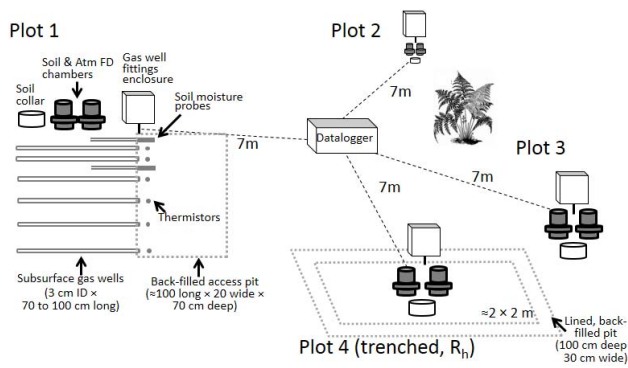 Plot 1
Soil & Atm FD
chambers
Soil
collar
Gas well
fittings
enclosure
Soil moisture
probes
Thermistors
Subsurface gas wells
(3 cm ID ×
70 to 100 cm long)
Back-filled access pit
(≈100 long × 20 wide ×
70 cm deep)
7m
Plot 2
7m
Datalogger
Plot 3
7m
7m
≈2 × 2 m
Lined, back-
filled pit
(100 cm deep
30 cm wide)
Plot 4 (trenched, Rₕ)